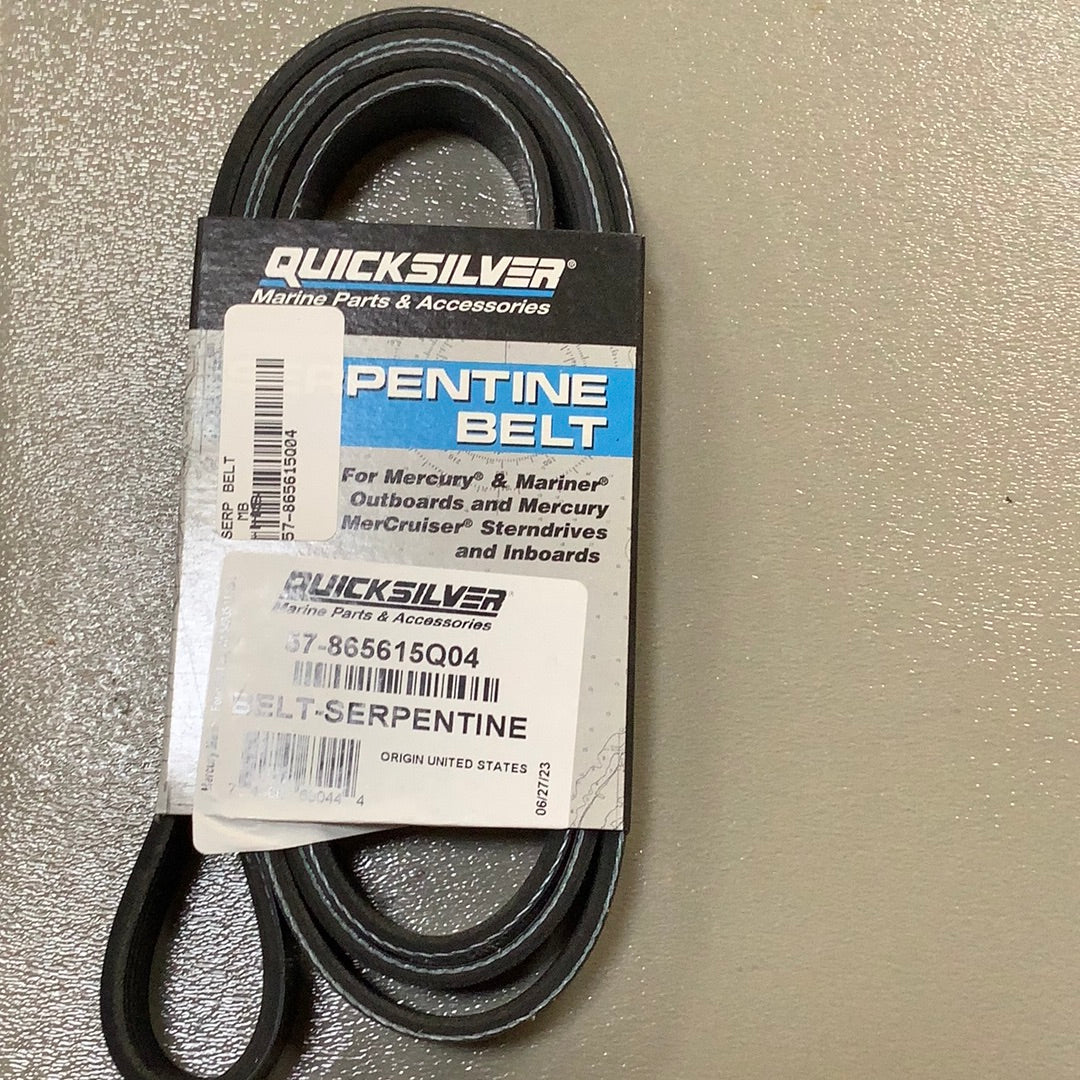 QUICKSILVER®
Marine Parts & Accessories
SERPENTINE
BELT
For Mercury® & Mariner®
Outboards and Mercury
MerCruiser® Sterndrives
and Inboards
SERP BELT
MB
57-865615Q04
QUICKSILVER®
Marine Parts & Accessories
57-865615Q04
BELT-SERPENTINE
ORIGIN UNITED STATES
06/27/23